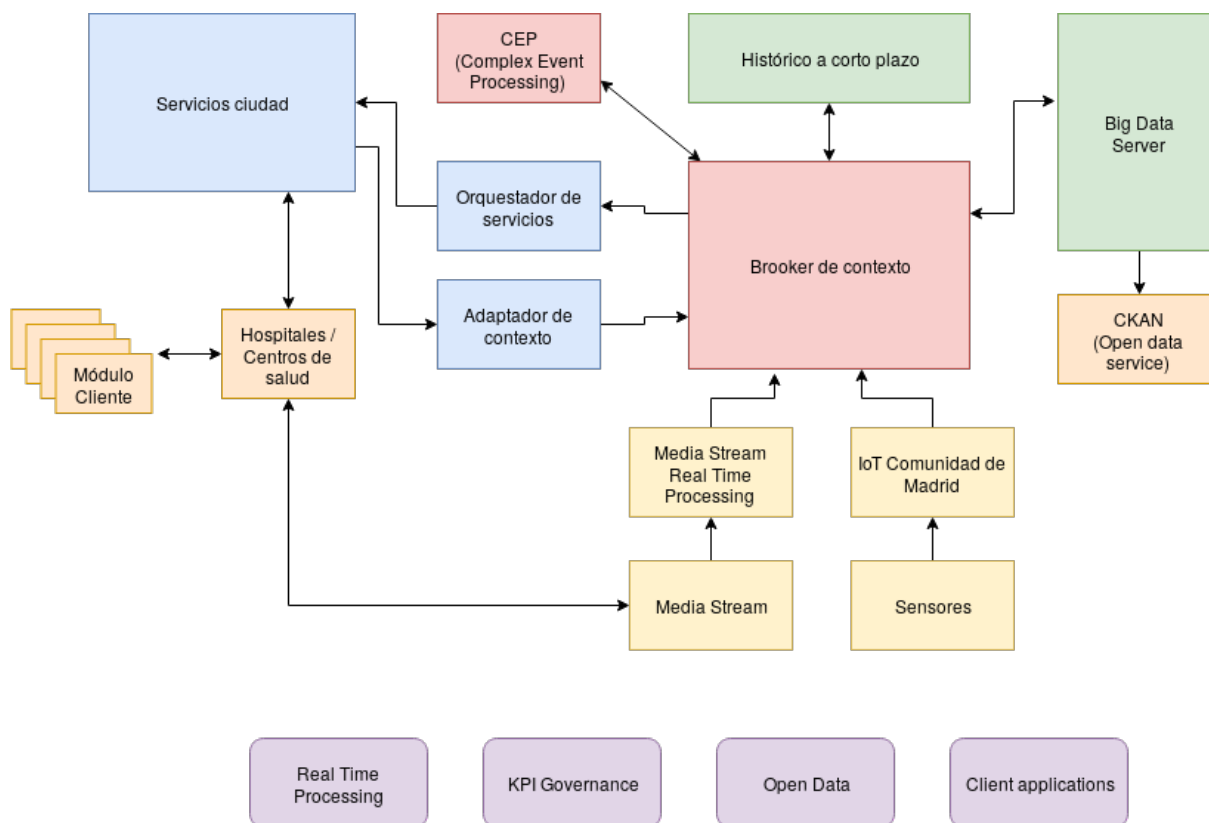 Servicios ciudad
CEP
(Complex Event
Processing)
Histórico a corto plazo
Big Data
Server
Orquestador de
servicios
Brooker de contexto
Adaptador de
contexto
Hospitales /
Centros de
salud
Módulo
Cliente
CKAN
(Open data
service)
Media Stream
Real Time
Processing
IoT Comunidad de
Madrid
Media Stream
Sensores
Real Time
Processing
KPI Governance
Open Data
Client applications